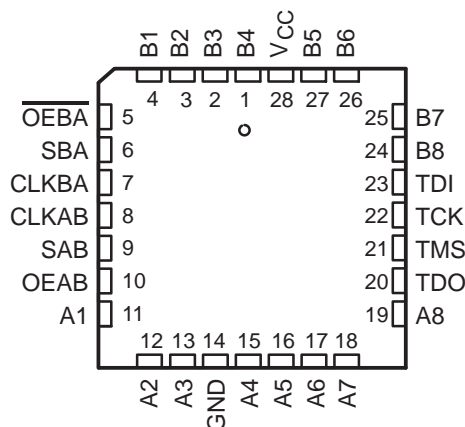 B1 B2 B3 B4 VCC B5 B6
4 3 2 1 28 27 26
OEBA 5 25 B7
SBA 6 24 B8
CLKBA 7 23 TDI
CLKAB 8 22 TCK
SAB 9 21 TMS
OEAB 10 20 TDO
A1 11 19 A8
12 13 14 15 16 17 18
A2 A3 GND A4 A5 A6 A7